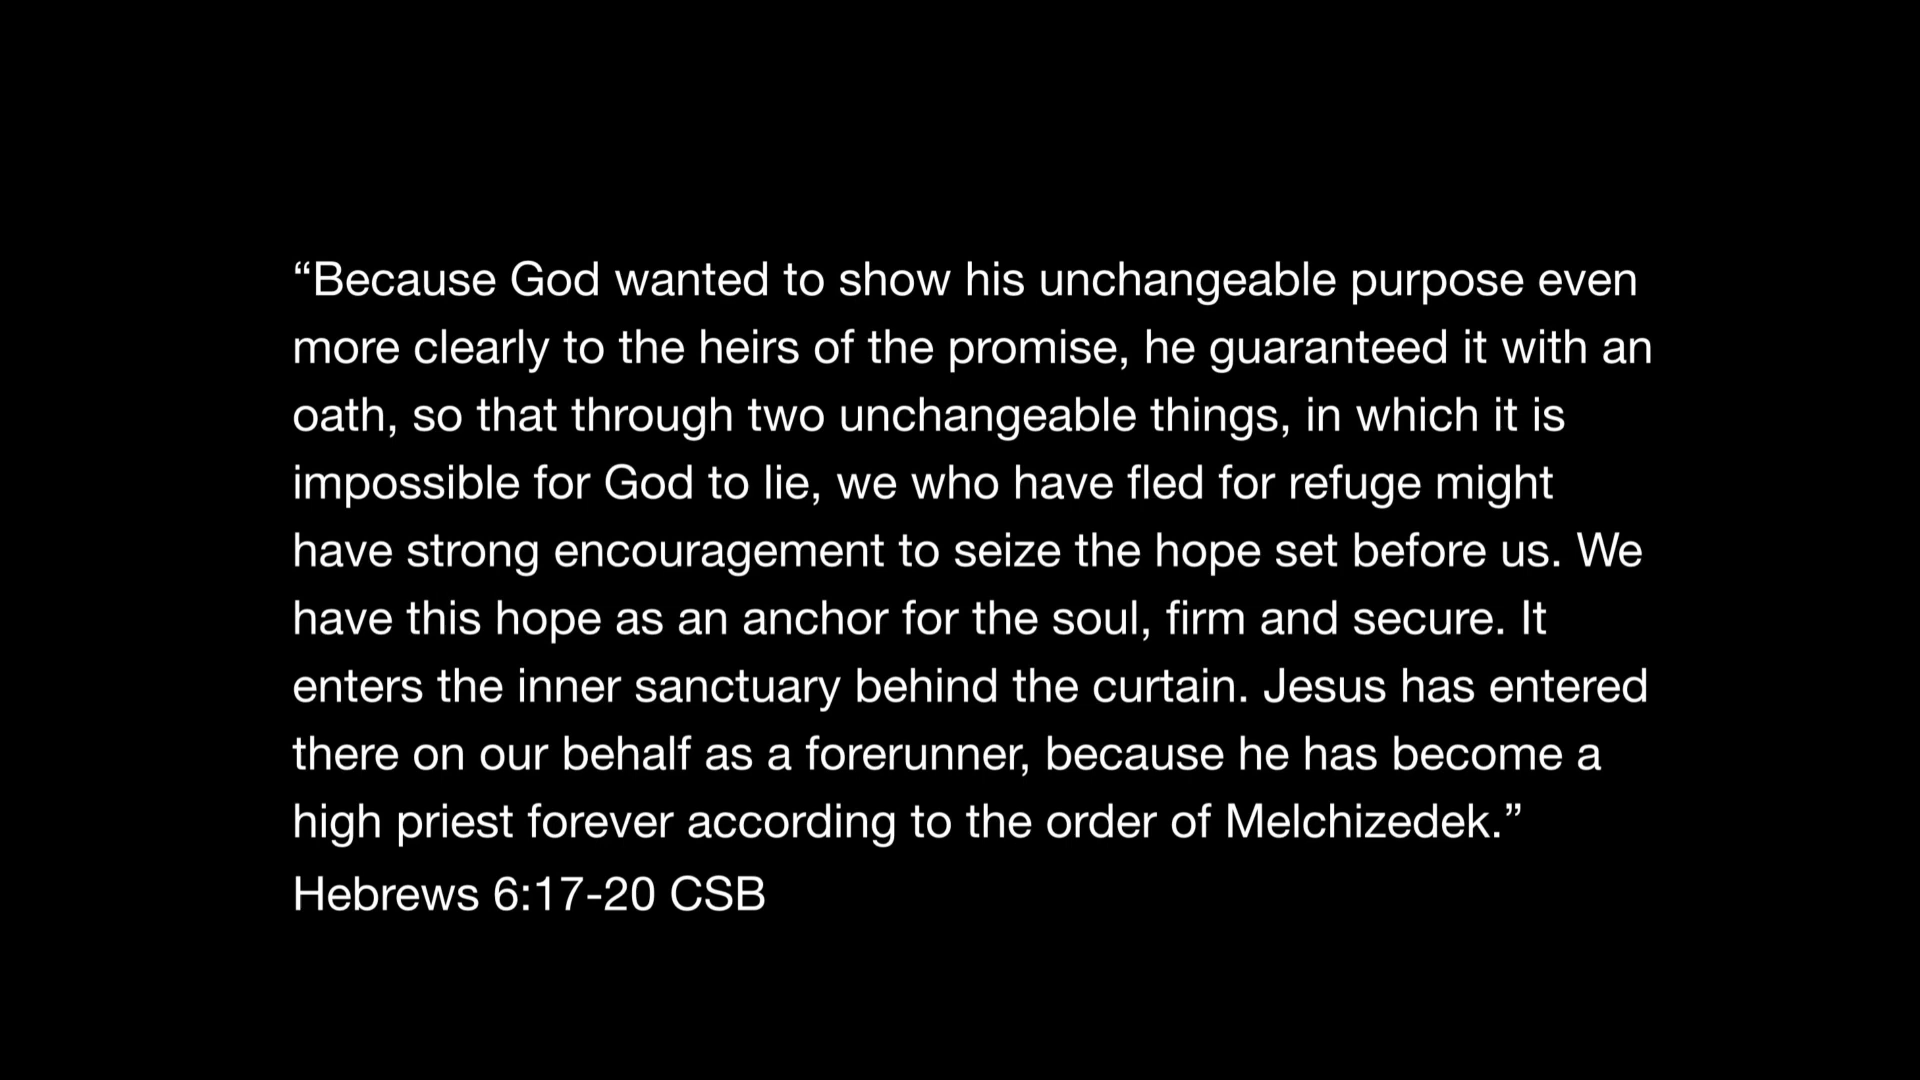 “Because God wanted to show his unchangeable purpose even
more clearly to the heirs of the promise, he guaranteed it with an
oath, so that through two unchangeable things, in which it is
impossible for God to lie, we who have fled for refuge might
have strong encouragement to seize the hope set before us. We
have this hope as an anchor for the soul, firm and secure. It
enters the inner sanctuary behind the curtain. Jesus has entered
there on our behalf as a forerunner, because he has become a
high priest forever according to the order of Melchizedek.”
Hebrews 6:17-20 CSB